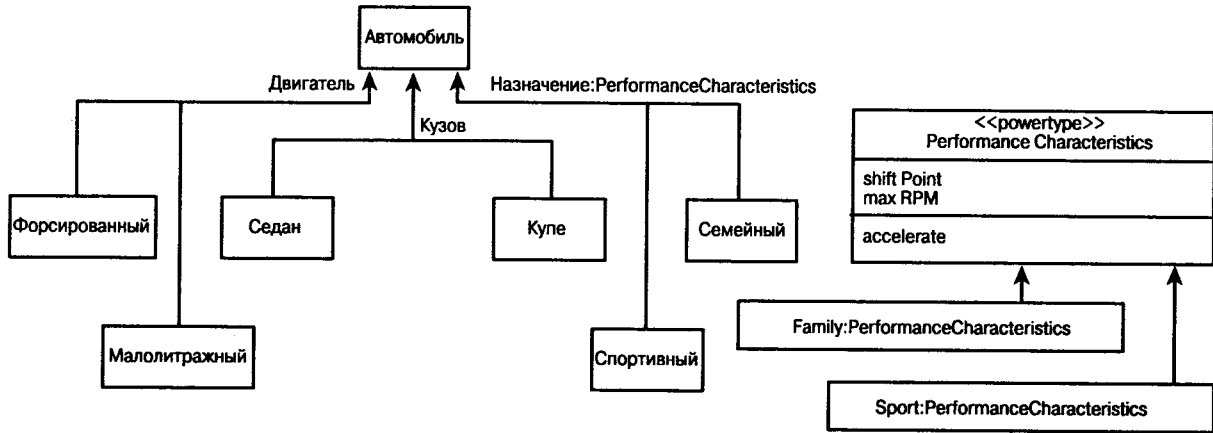 Автомобиль
Двигатель
Назначение:PerformanceCharacteristics
Кузов
<<powertype>>
Performance Characteristics
shift Point
max RPM
accelerate
Форсированный
Седан
Купе
Семейный
Family:PerformanceCharacteristics
Малолитражный
Спортивный
Sport:PerformanceCharacteristics